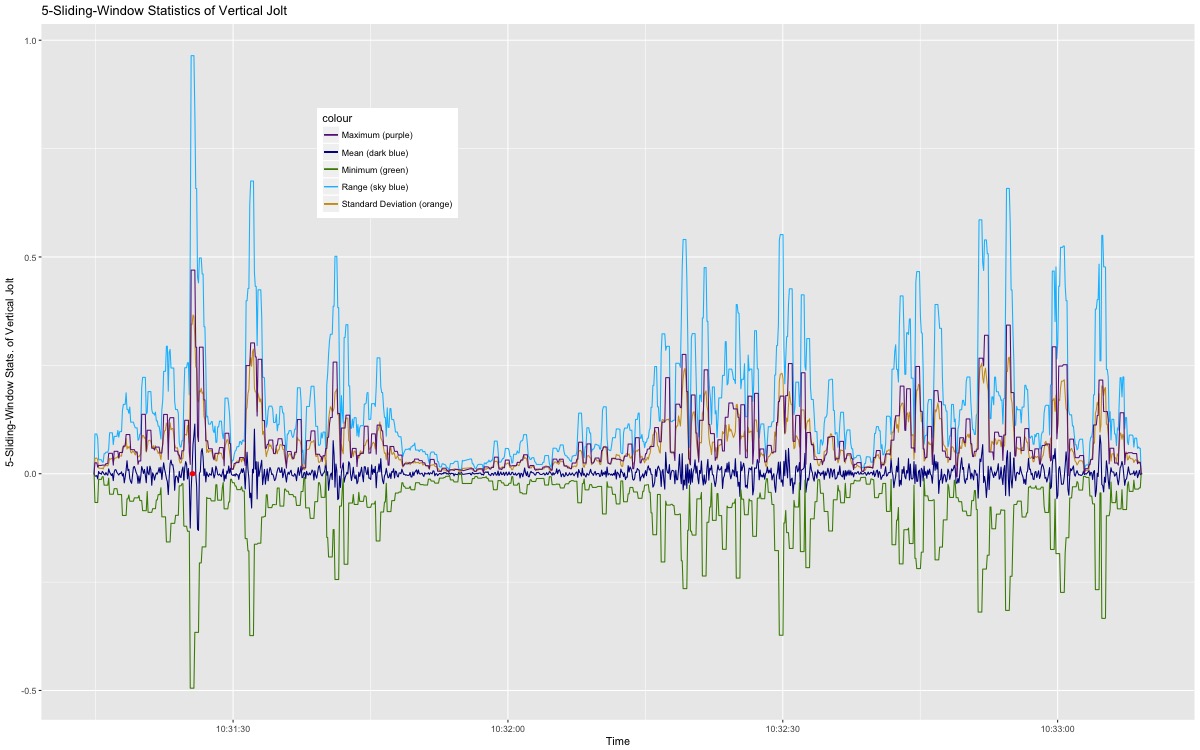 5-Sliding-Window Statistics of Vertical Jolt
5-Sliding-Window Stats. of Vertical Jolt
1.0
0.5
0.0
-0.5
colour
Maximum (purple)
Mean (dark blue)
Minimum (green)
Range (sky blue)
Standard Deviation (orange)
10:31:30
10:32:00
10:32:30
10:33:00
Time